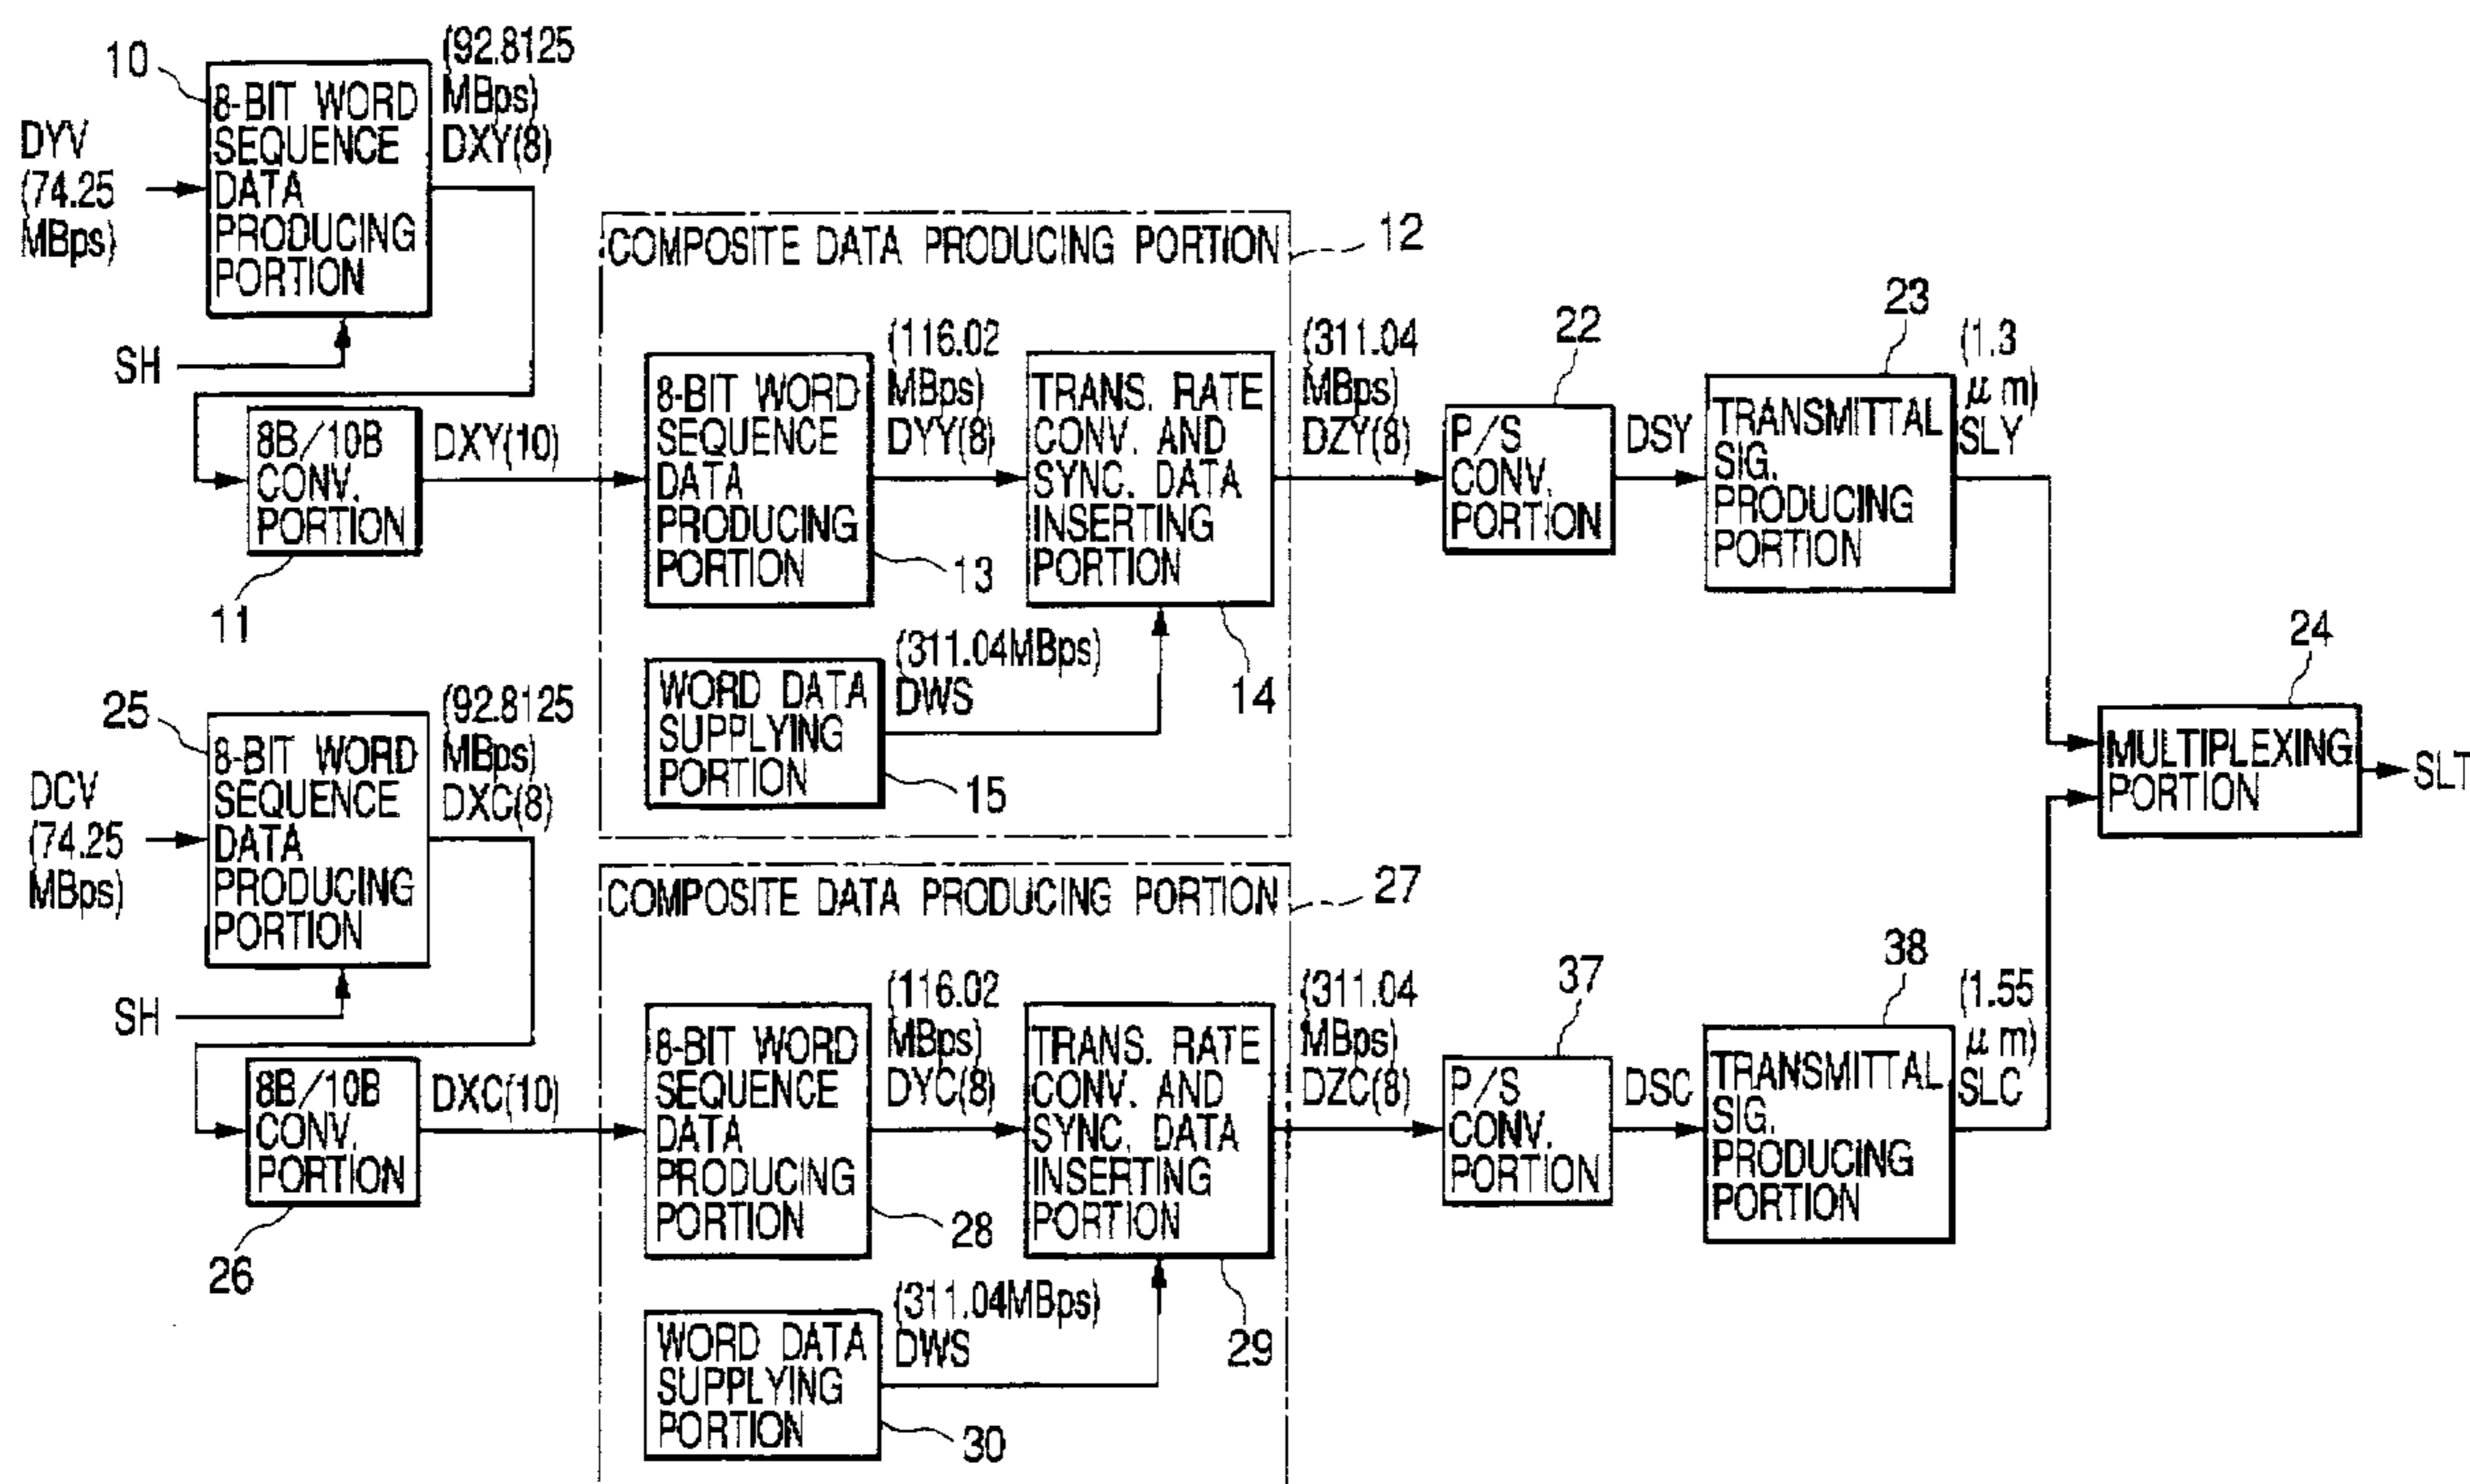 10
8-BIT WORD
SEQUENCE
DATA
PRODUCING
PORTION
(92.8125
MBps)
DXY(8)
DYV
(74.25
MBps)
SH
8B/10B
CONV.
PORTION
11
DXY(10)
COMPOSITE DATA PRODUCING PORTION
12
8-BIT WORD
SEQUENCE
DATA
PRODUCING
PORTION
13
(116.02
MBps)
DYY(8)
TRANS. RATE
CONV. AND
SYNC. DATA
INSERTING
PORTION
14
WORD DATA
SUPPLYING
PORTION
15
(311.04MBps)
DWS
(311.04
MBps)
DZY(8)
22
P/S
CONV.
PORTION
DSY
23
TRANSMITTAL
SIG.
PRODUCING
PORTION
(1.3
μm)
SLY
24
MULTIPLEXING
PORTION
SLT
25
8-BIT WORD
SEQUENCE
DATA
PRODUCING
PORTION
(92.8125
MBps)
DXC(8)
DCV
(74.25
MBps)
SH
8B/10B
CONV.
PORTION
26
DXC(10)
COMPOSITE DATA PRODUCING PORTION
27
8-BIT WORD
SEQUENCE
DATA
PRODUCING
PORTION
28
(116.02
MBps)
DYC(8)
TRANS. RATE
CONV. AND
SYNC. DATA
INSERTING
PORTION
29
WORD DATA
SUPPLYING
PORTION
30
(311.04MBps)
DWS
(311.04
MBps)
DZC(8)
37
P/S
CONV.
PORTION
DSC
38
TRANSMITTAL
SIG.
PRODUCING
PORTION
(1.55
μm)
SLC